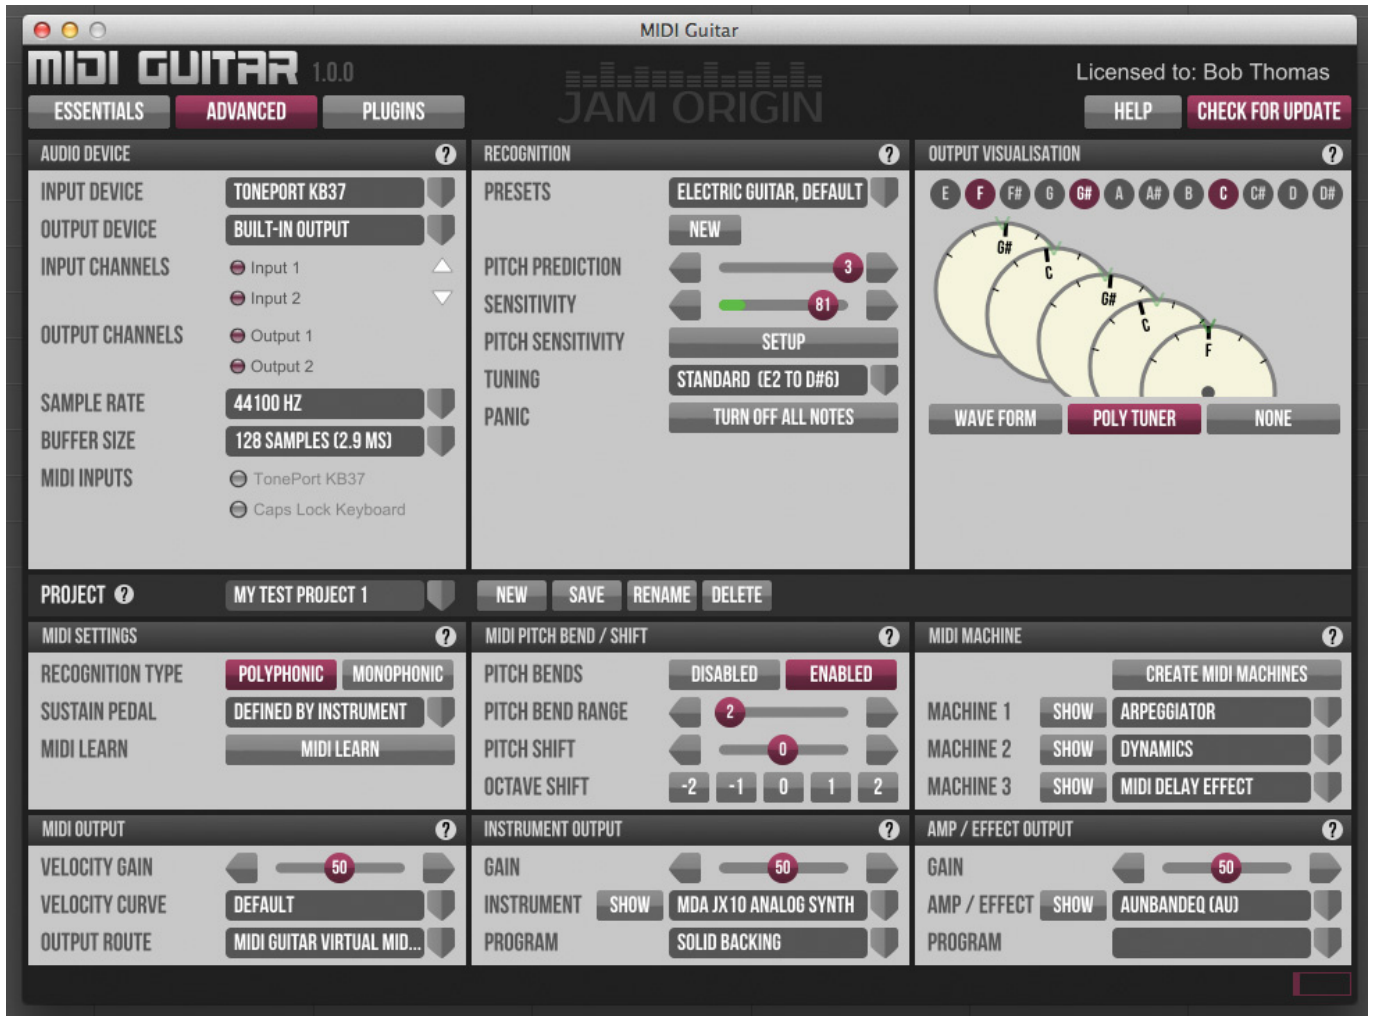 MIDI Guitar
MIDI GUITAR 1.0.0
JAM ORIGIN
Licensed to: Bob Thomas
ESSENTIALS ADVANCED PLUGINS
HELP CHECK FOR UPDATE
AUDIO DEVICE ?
INPUT DEVICE TONEPORT KB37
OUTPUT DEVICE BUILT-IN OUTPUT
INPUT CHANNELS Input 1
Input 2
OUTPUT CHANNELS Output 1
Output 2
SAMPLE RATE 44100 HZ
BUFFER SIZE 128 SAMPLES (2.9 MS)
MIDI INPUTS TonePort KB37
Caps Lock Keyboard
RECOGNITION ?
PRESETS ELECTRIC GUITAR, DEFAULT
NEW
PITCH PREDICTION 3
SENSITIVITY 81
PITCH SENSITIVITY SETUP
TUNING STANDARD (E2 TO D#6)
PANIC TURN OFF ALL NOTES
OUTPUT VISUALISATION ?
E F F# G G# A A# B C C# D D#
G#
C
G#
C
F
WAVE FORM POLY TUNER NONE
PROJECT ? MY TEST PROJECT 1 NEW SAVE RENAME DELETE
MIDI SETTINGS ?
RECOGNITION TYPE POLYPHONIC MONOPHONIC
SUSTAIN PEDAL DEFINED BY INSTRUMENT
MIDI LEARN MIDI LEARN
MIDI PITCH BEND / SHIFT ?
PITCH BENDS DISABLED ENABLED
PITCH BEND RANGE 2
PITCH SHIFT 0
OCTAVE SHIFT -2 -1 0 1 2
MIDI MACHINE ?
CREATE MIDI MACHINES
MACHINE 1 SHOW ARPEGGIATOR
MACHINE 2 SHOW DYNAMICS
MACHINE 3 SHOW MIDI DELAY EFFECT
MIDI OUTPUT ?
VELOCITY GAIN 50
VELOCITY CURVE DEFAULT
OUTPUT ROUTE MIDI GUITAR VIRTUAL MID...
INSTRUMENT OUTPUT ?
GAIN 50
INSTRUMENT SHOW MDA JX10 ANALOG SYNTH
PROGRAM SOLID BACKING
AMP / EFFECT OUTPUT ?
GAIN 50
AMP / EFFECT SHOW AUNBANDEQ (AU)
PROGRAM